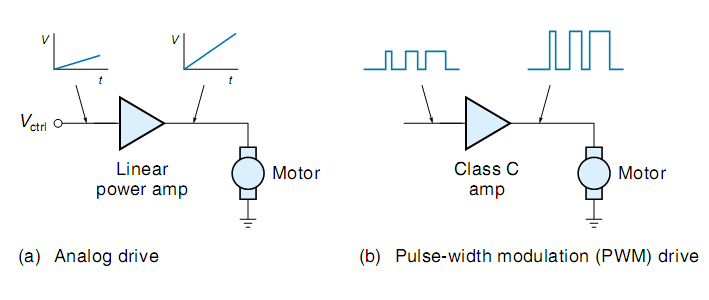 V
t
V
t
Vctrl
Linear
power amp
Motor
Class C
amp
Motor
(a) Analog drive
(b) Pulse-width modulation (PWM) drive